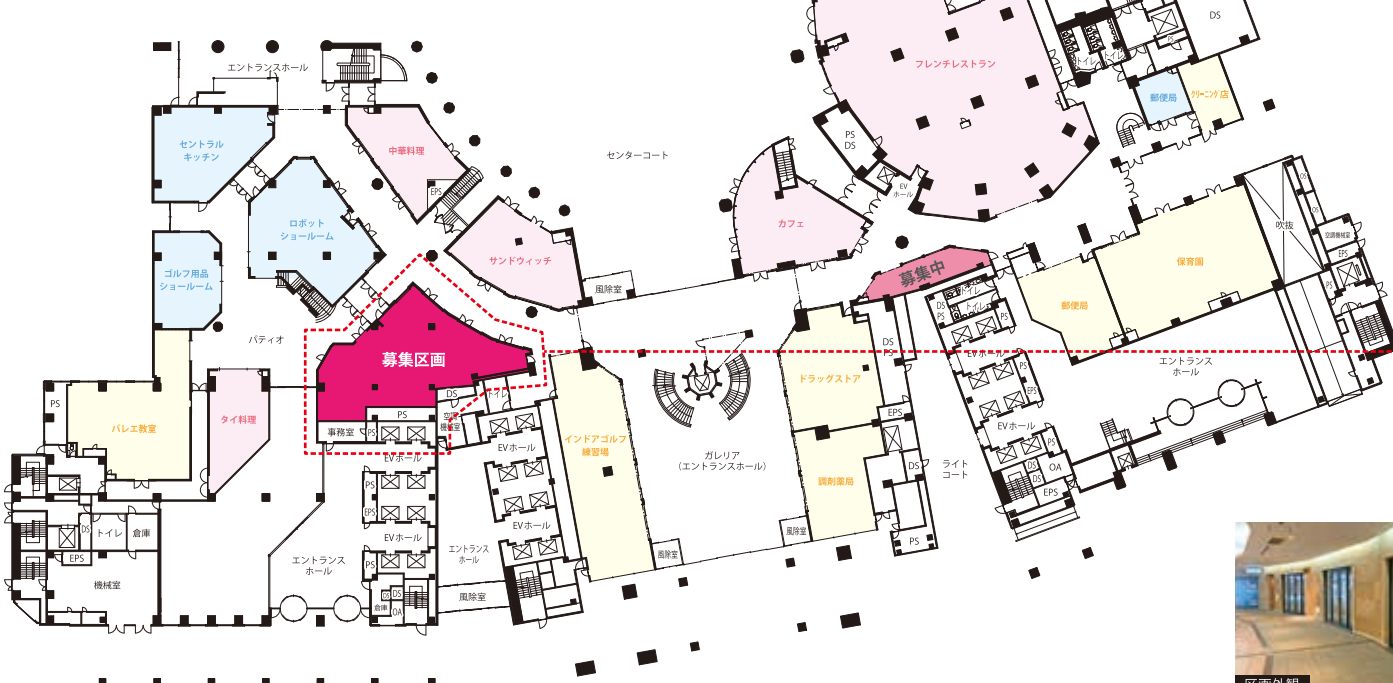 エントランスホール
セントラル
キッチン
中華料理
EPS
ロボット
ショールーム
ゴルフ用品
ショールーム
サンドウィッチ
風除室
センターコート
フレンチレストラン
PS
DS
EV
ホール
カフェ
トイレ
トイレ
DS
PS
郵便局
クリーニング店
募集中
保育園
郵便局
吹抜
DS
DS
空調機械室
EPS
PS
パティオ
募集区画
DS
トイレ
空調
機械室
PS
事務室
PS
EVホール
PS
EPS
EVホール
PS
DS
DS
倉庫
OA
タイ料理
PS
バレエ教室
DS
トイレ
倉庫
EPS
機械室
エントランス
ホール
EVホール
EVホール
エントランス
ホール
風除室
インドアゴルフ
練習場
ガレリア
(エントランスホール)
風除室
風除室
ドラッグストア
調剤薬局
DS
PS
EPS
DS
PS
ライト
コート
トイレ
トイレ
DS
PS
PS
EVホール
PS
EPS
EVホール
PS
DS
DS
OA
EPS
エントランス
ホール
区画外観